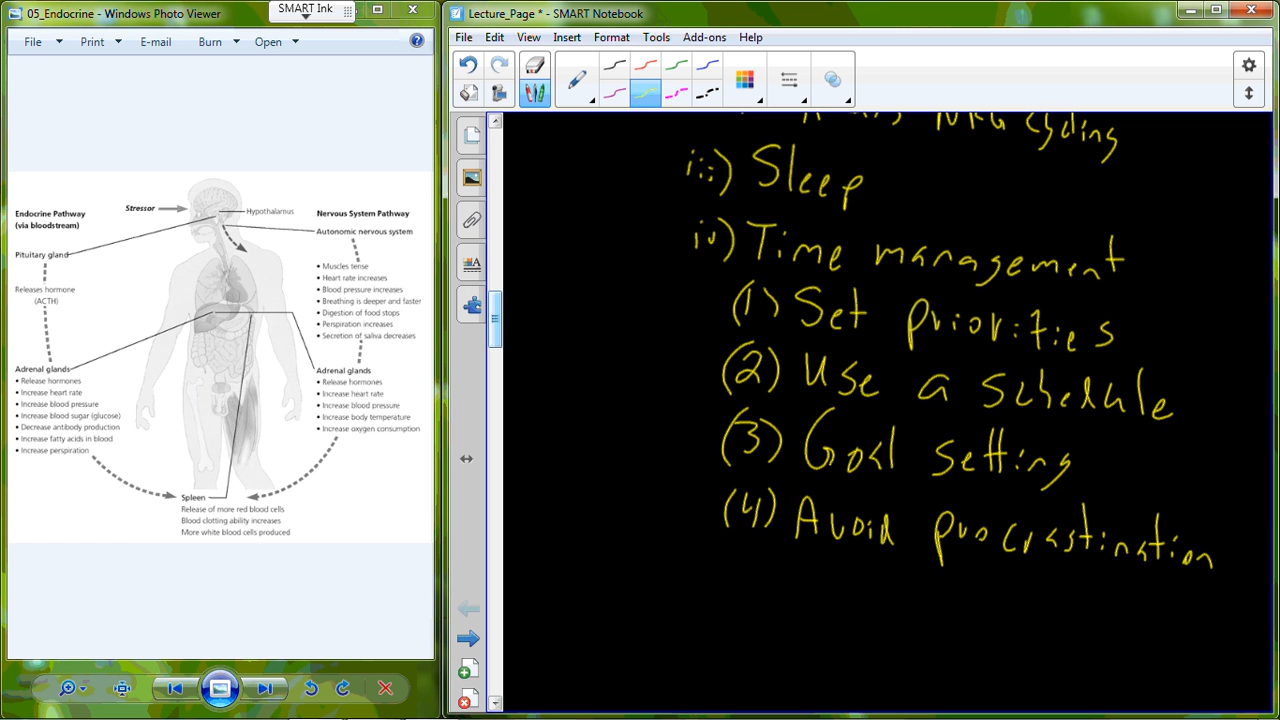 05_Endocrine - Windows Photo Viewer
SMART Ink
File Print E-mail Burn Open
Stressor
Hypothalamus
Endocrine Pathway
(via bloodstream)
Nervous System Pathway
Autonomic nervous system
Pituitary gland
Releases hormone
(ACTH)
• Muscles tense
• Heart rate increases
• Blood pressure increases
• Breathing is deeper and faster
• Digestion of food stops
• Perspiration increases
• Secretion of saliva decreases
Adrenal glands
• Release hormones
• Increase heart rate
• Increase blood pressure
• Increase blood sugar (glucose)
• Decrease antibody production
• Increase fatty acids in blood
• Increase perspiration
Adrenal glands
• Release hormones
• Increase heart rate
• Increase blood pressure
• Increase body temperature
• Increase oxygen consumption
Spleen
Release of more red blood cells
Blood clotting ability increases
More white blood cells produced
Lecture_Page * - SMART Notebook
File Edit View Insert Format Tools Add-ons Help
cycling
iii) Sleep
iv) Time management
(1) Set priorities
(2) Use a schedule
(3) Goal setting
(4) Avoid procrastination